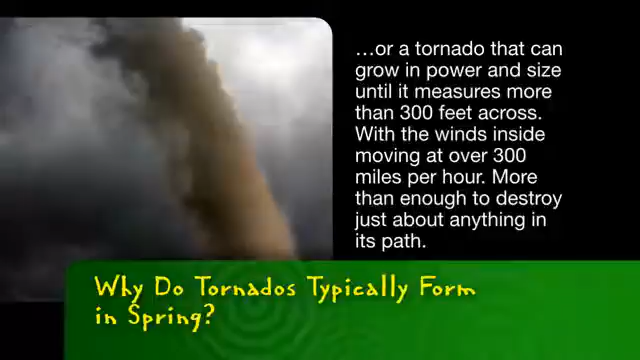 …or a tornado that can
grow in power and size
until it measures more
than 300 feet across.
With the winds inside
moving at over 300
miles per hour. More
than enough to destroy
just about anything in
its path.
Why Do Tornados Typically Form
in Spring?